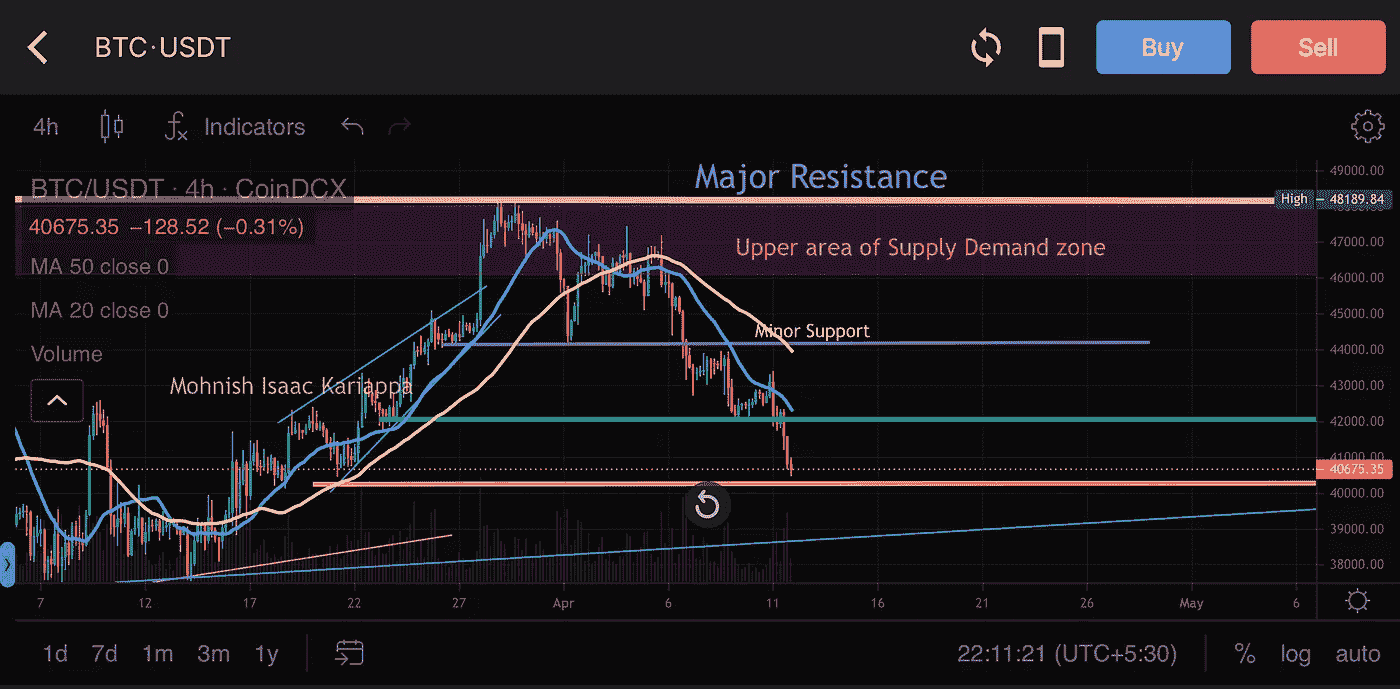 BTC·USDT
Buy
Sell
4h
Indicators
Major Resistance
BTC/USDT · 4h · CoinDCX
49000.00
High
48189.84
40675.35 −128.52 (−0.31%)
Upper area of Supply Demand zone
47000.00
MA 50 close 0
46000.00
MA 20 close 0
45000.00
Minor Support
Volume
44000.00
Mohnish Isaac Kariappa
43000.00
42000.00
41000.00
40675.35
40000.00
39000.00
38000.00
7 12 17 22 27 Apr 6 11 16 21 26 May 6
1d 7d 1m 3m 1y
22:11:21 (UTC+5:30)
% log auto